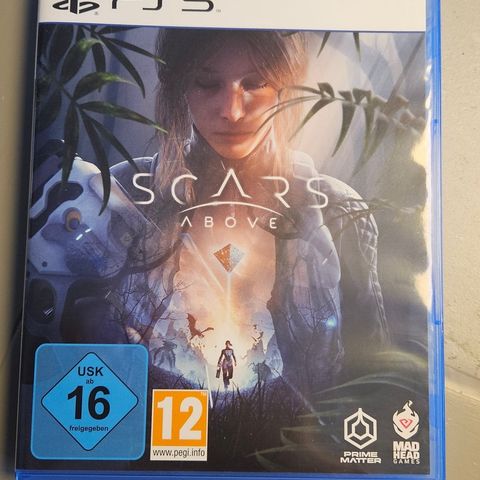 PS5
SCARS
ABOVE
USK
ab
16
freigegeben
12
www.pegi.info
PRIME
MATTER
MAD
HEAD
GAMES